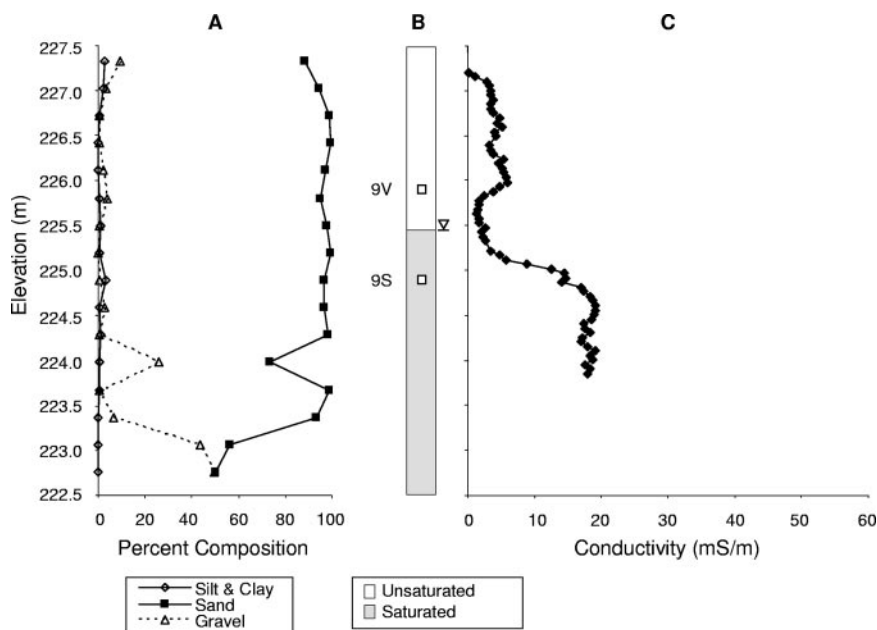 A
B
C
Elevation (m)
227.5
227.0
226.5
226.0
225.5
225.0
224.5
224.0
223.5
223.0
222.5
0 20 40 60 80 100
Percent Composition
9V
9S
0 10 20 30 40 50 60
Conductivity (mS/m)
Silt & Clay
Sand
Gravel
Unsaturated
Saturated